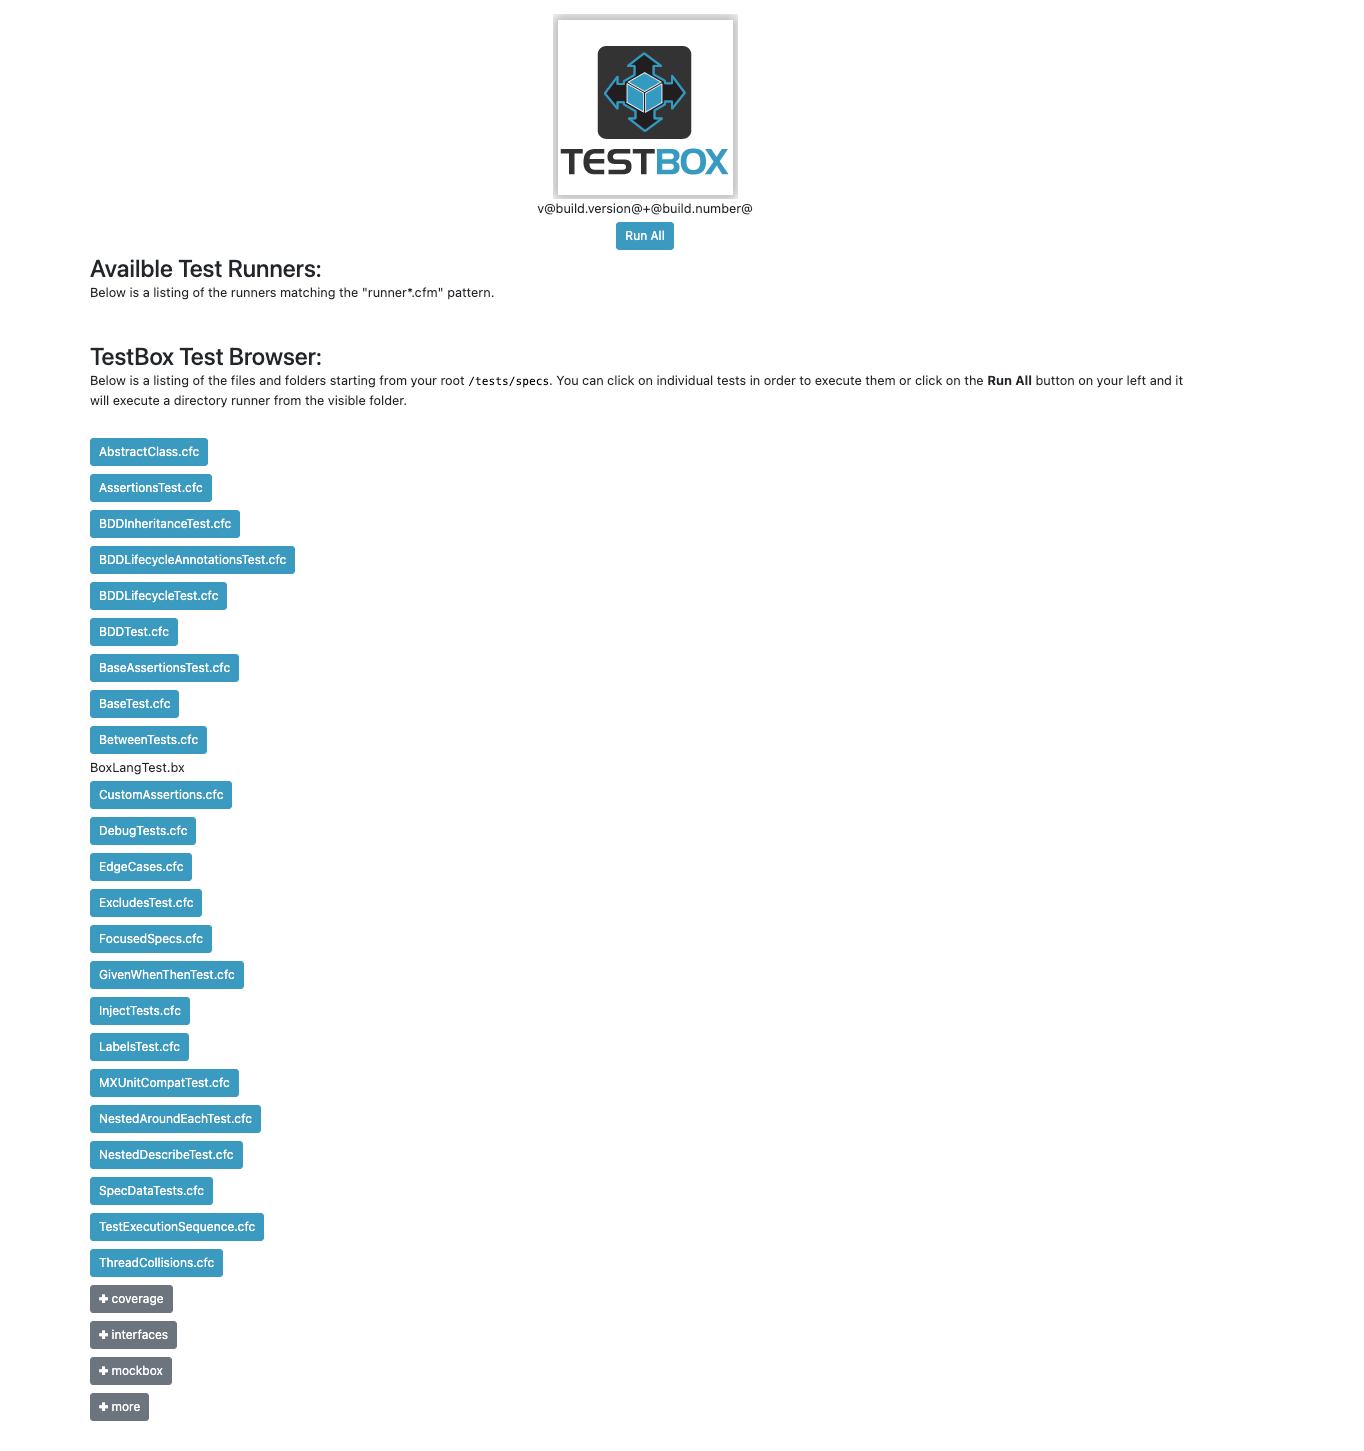 TESTBOX
v@build.version@+@build.number@
Run All
Availble Test Runners:
Below is a listing of the runners matching the "runner*.cfm" pattern.
TestBox Test Browser:
Below is a listing of the files and folders starting from your root /tests/specs. You can click on individual tests in order to execute them or click on the Run All button on your left and it
will execute a directory runner from the visible folder.
AbstractClass.cfc
AssertionsTest.cfc
BDDInheritanceTest.cfc
BDDLifecycleAnnotationsTest.cfc
BDDLifecycleTest.cfc
BDDTest.cfc
BaseAssertionsTest.cfc
BaseTest.cfc
BetweenTests.cfc
BoxLangTest.bx
CustomAssertions.cfc
DebugTests.cfc
EdgeCases.cfc
ExcludesTest.cfc
FocusedSpecs.cfc
GivenWhenThenTest.cfc
InjectTests.cfc
LabelsTest.cfc
MXUnitCompatTest.cfc
NestedAroundEachTest.cfc
NestedDescribeTest.cfc
SpecDataTests.cfc
TestExecutionSequence.cfc
ThreadCollisions.cfc
✚ coverage
✚ interfaces
✚ mockbox
✚ more